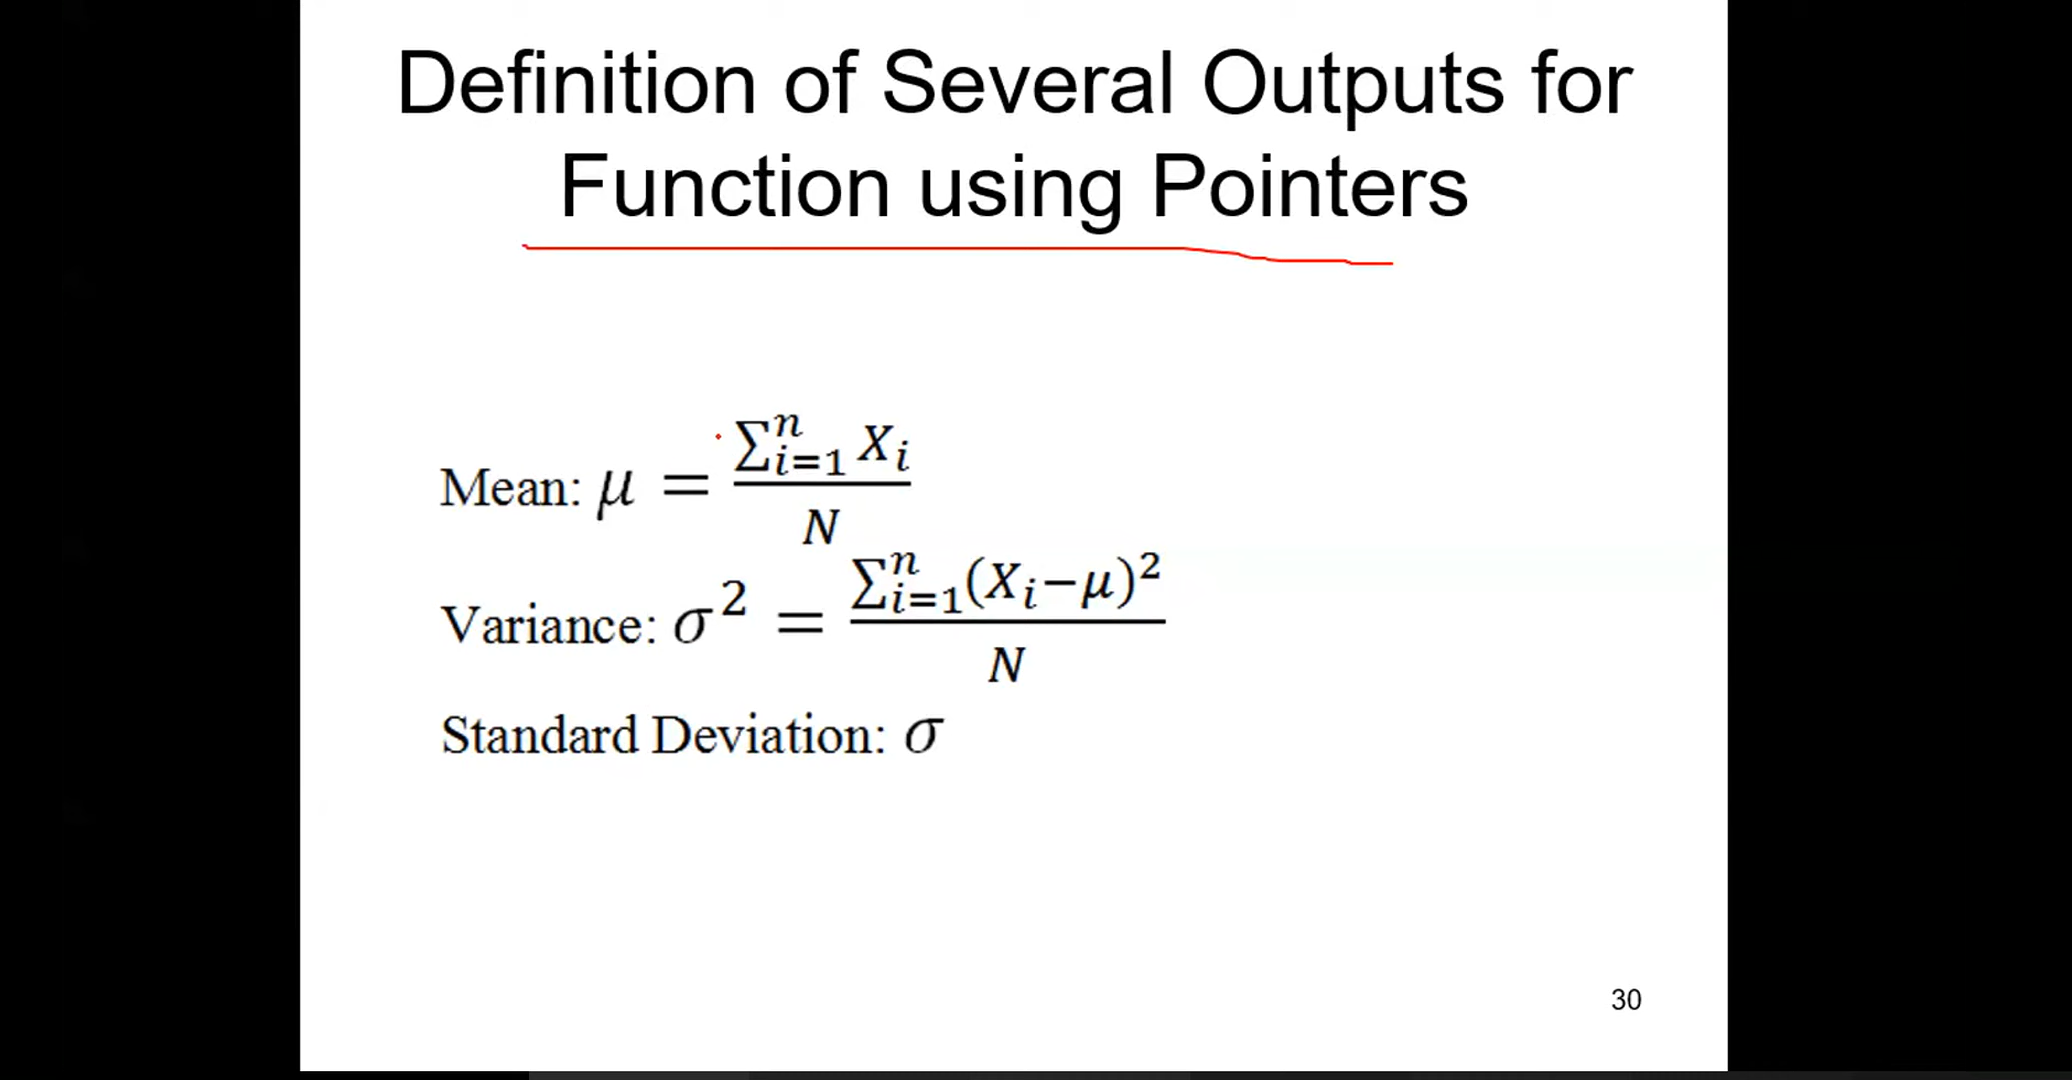 Definition of Several Outputs for
Function using Pointers
Mean: μ = ∑ⁿᵢ₌₁ Xᵢ / N
Variance: σ² = ∑ⁿᵢ₌₁(Xᵢ−μ)² / N
Standard Deviation: σ
30